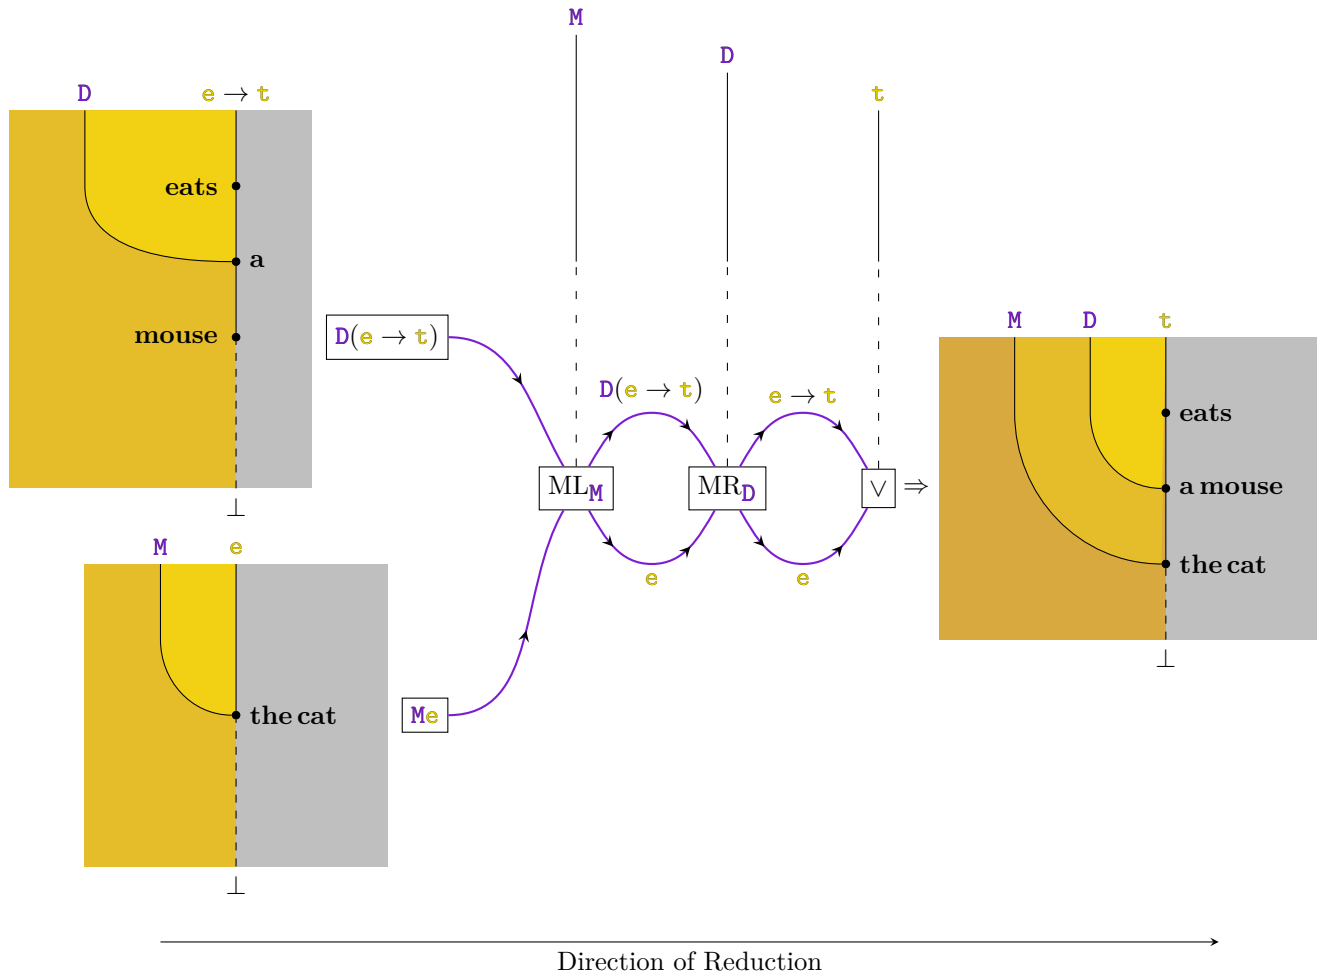 M
D
D e → t t
eats
a
mouse
D(e → t)
⊥
M e
the cat
Me
⊥
D(e → t) e → t
ML_M MR_D ∨ ⇒
e e
M D t
eats
a mouse
the cat
⊥
Direction of Reduction